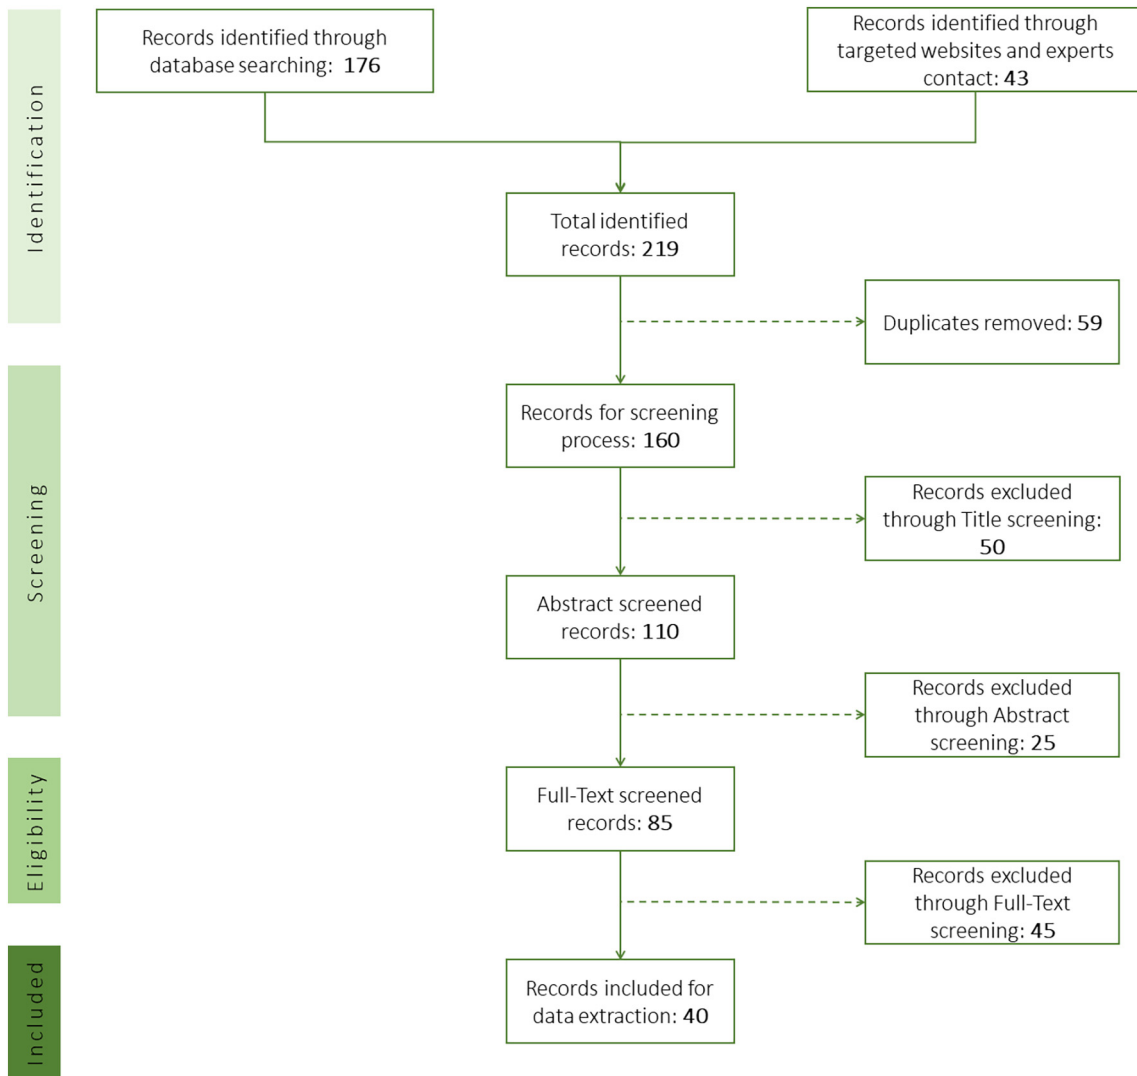 Identification
Records identified through
database searching: 176
Records identified through
targeted websites and experts
contact: 43
Total identified
records: 219
Duplicates removed: 59
Screening
Records for screening
process: 160
Records excluded
through Title screening:
50
Abstract screened
records: 110
Records excluded
through Abstract
screening: 25
Eligibility
Full-Text screened
records: 85
Records excluded
through Full-Text
screening: 45
Included
Records included for
data extraction: 40